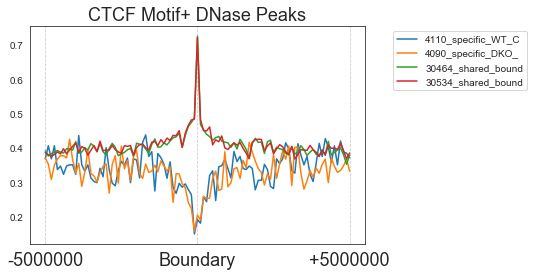 CTCF Motif+ DNase Peaks
0.7
0.6
0.5
0.4
0.3
0.2
-5000000
Boundary
+5000000
4110_specific_WT_C
4090_specific_DKO_
30464_shared_bound
30534_shared_bound